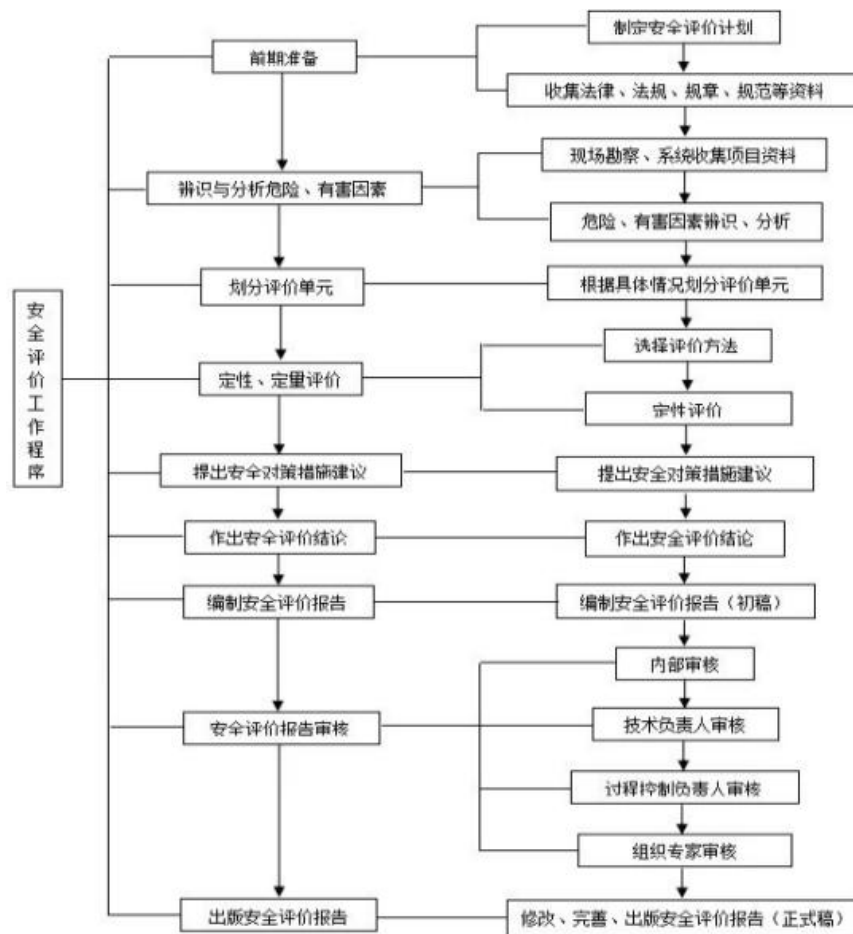 制定安全评价计划
前期准备
收集法律、法规、规章、规范等资料
现场勘察、系统收集项目资料
辨识与分析危险、有害因素
危险、有害因素辨识、分析
划分评价单元
根据具体情况划分评价单元
安全评价工作程序
选择评价方法
定性、定量评价
定性评价
提出安全对策措施建议
提出安全对策措施建议
作出安全评价结论
作出安全评价结论
编制安全评价报告
编制安全评价报告（初稿）
内部审核
安全评价报告审核
技术负责人审核
过程控制负责人审核
组织专家审核
出版安全评价报告
修改、完善、出版安全评价报告（正式稿）